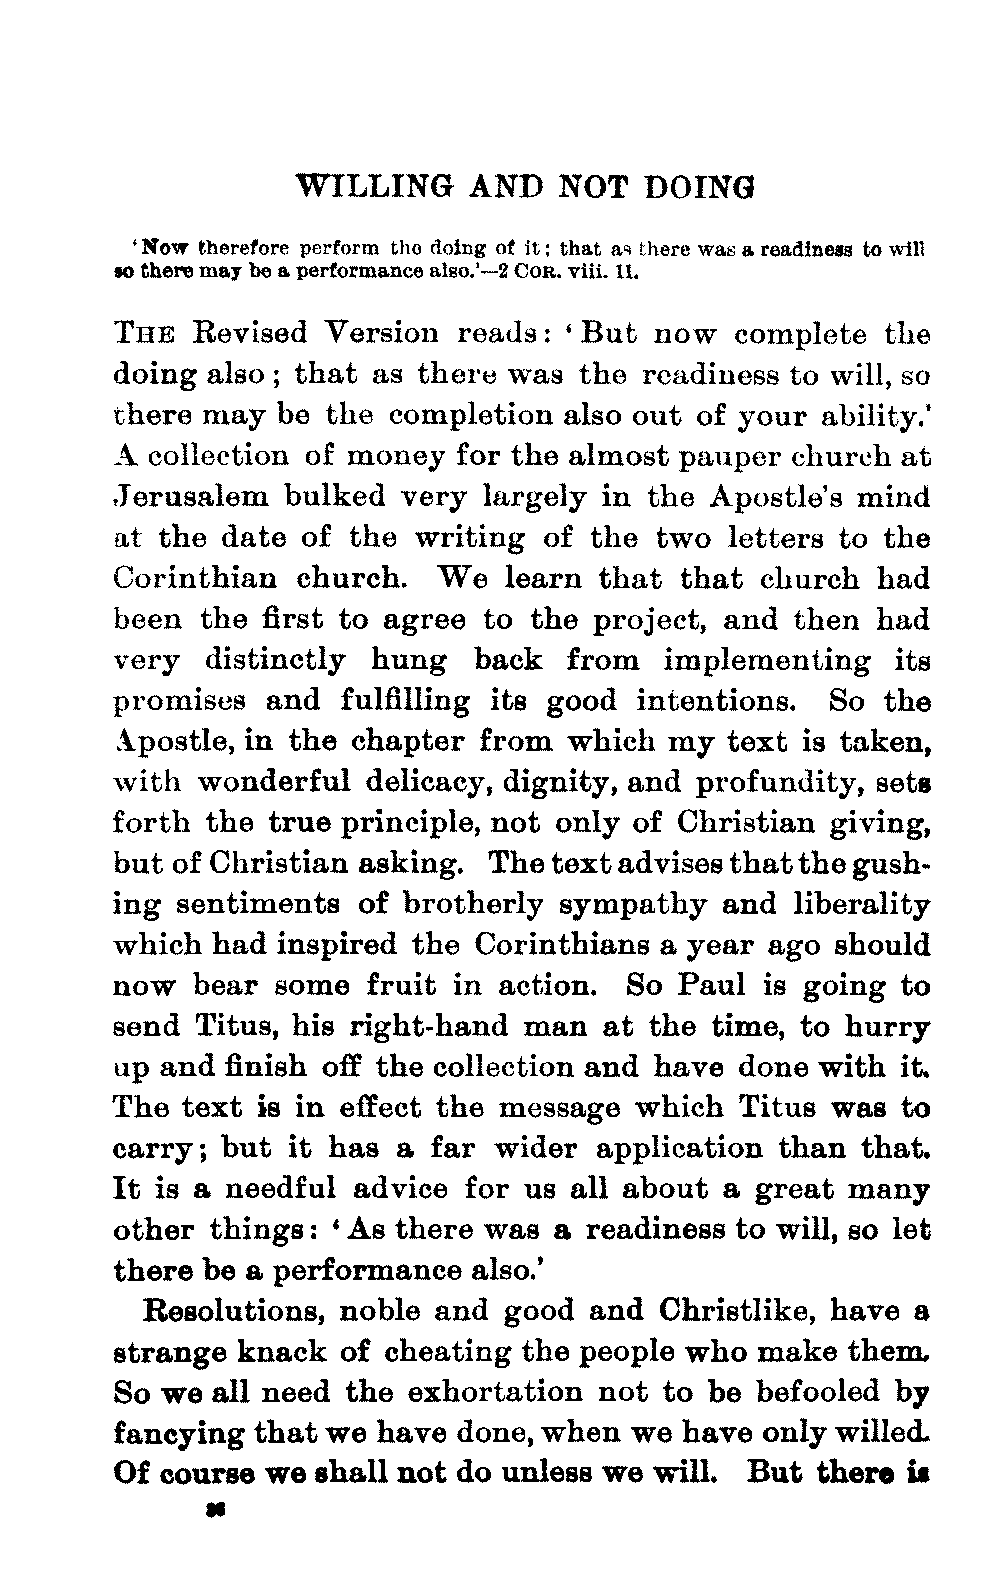 WILLING AND NOT DOING
‘Now therefore perform the doing of it; that as there was a readiness to will
so there may be a performance also.’—2 COR. viii. 11.
THE Revised Version reads: ‘But now complete the
doing also; that as there was the readiness to will, so
there may be the completion also out of your ability.’
A collection of money for the almost pauper church at
Jerusalem bulked very largely in the Apostle’s mind
at the date of the writing of the two letters to the
Corinthian church. We learn that that church had
been the first to agree to the project, and then had
very distinctly hung back from implementing its
promises and fulfilling its good intentions. So the
Apostle, in the chapter from which my text is taken,
with wonderful delicacy, dignity, and profundity, sets
forth the true principle, not only of Christian giving,
but of Christian asking. The text advises that the gush-
ing sentiments of brotherly sympathy and liberality
which had inspired the Corinthians a year ago should
now bear some fruit in action. So Paul is going to
send Titus, his right-hand man at the time, to hurry
up and finish off the collection and have done with it.
The text is in effect the message which Titus was to
carry; but it has a far wider application than that.
It is a needful advice for us all about a great many
other things: ‘As there was a readiness to will, so let
there be a performance also.’
Resolutions, noble and good and Christlike, have a
strange knack of cheating the people who make them.
So we all need the exhortation not to be befooled by
fancying that we have done, when we have only willed.
Of course we shall not do unless we will. But there is